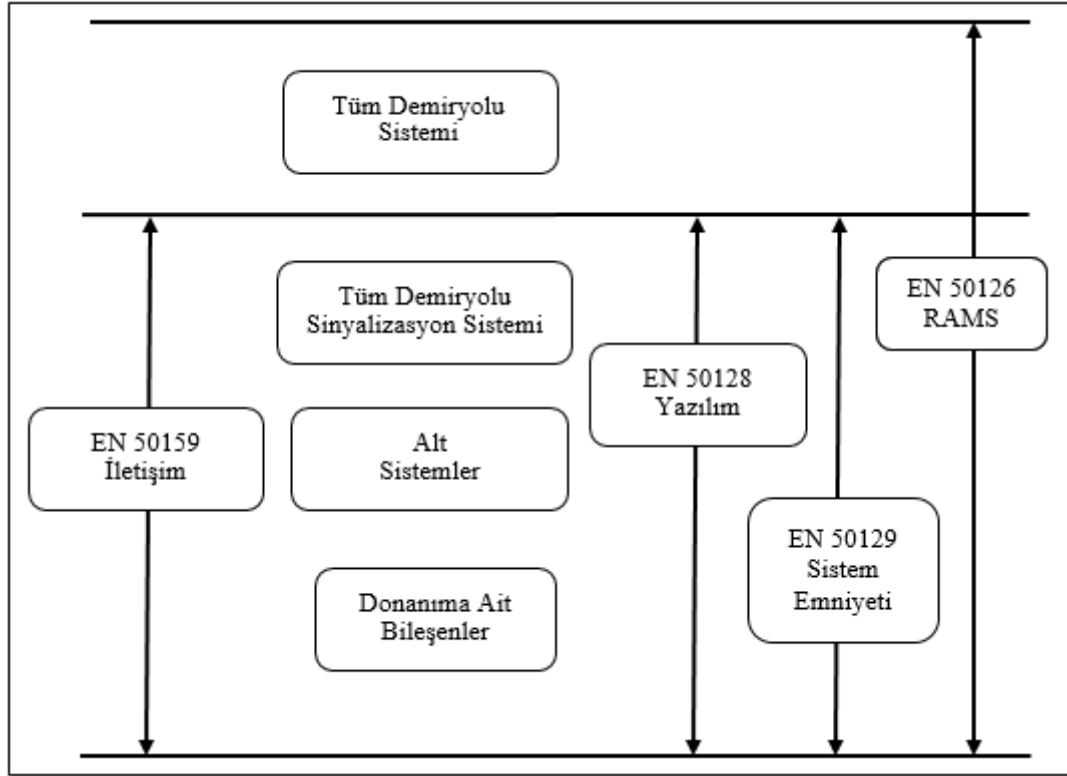 Tüm Demiryolu
Sistemi
Tüm Demiryolu
Sinyalizasyon Sistemi
EN 50126
RAMS
EN 50128
Yazılım
EN 50159
İletişim
Alt
Sistemler
EN 50129
Sistem
Emniyeti
Donanıma Ait
Bileşenler